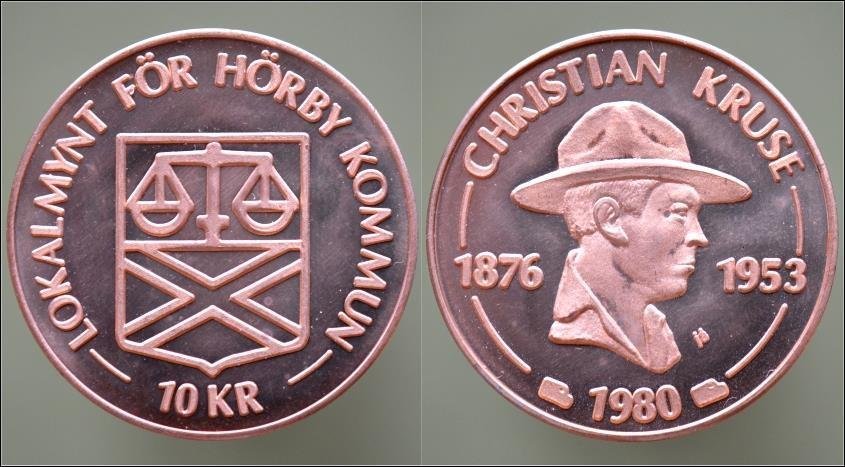 LOKALMYNT FÖR HÖRBY KOMMUN
10 KR
CHRISTIAN KRUSE
1876 1953
1980